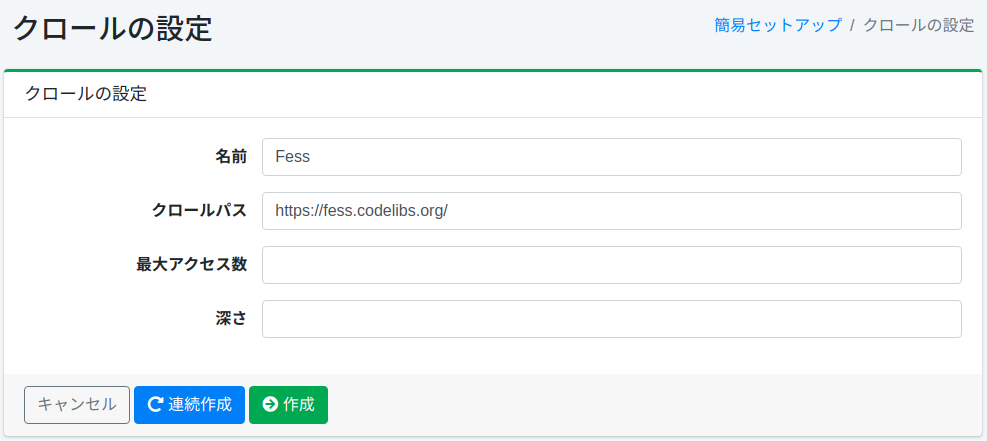 クロールの設定
簡易セットアップ / クロールの設定
クロールの設定
名前 Fess
クロールパス https://fess.codelibs.org/
最大アクセス数
深さ
キャンセル 連続作成 作成